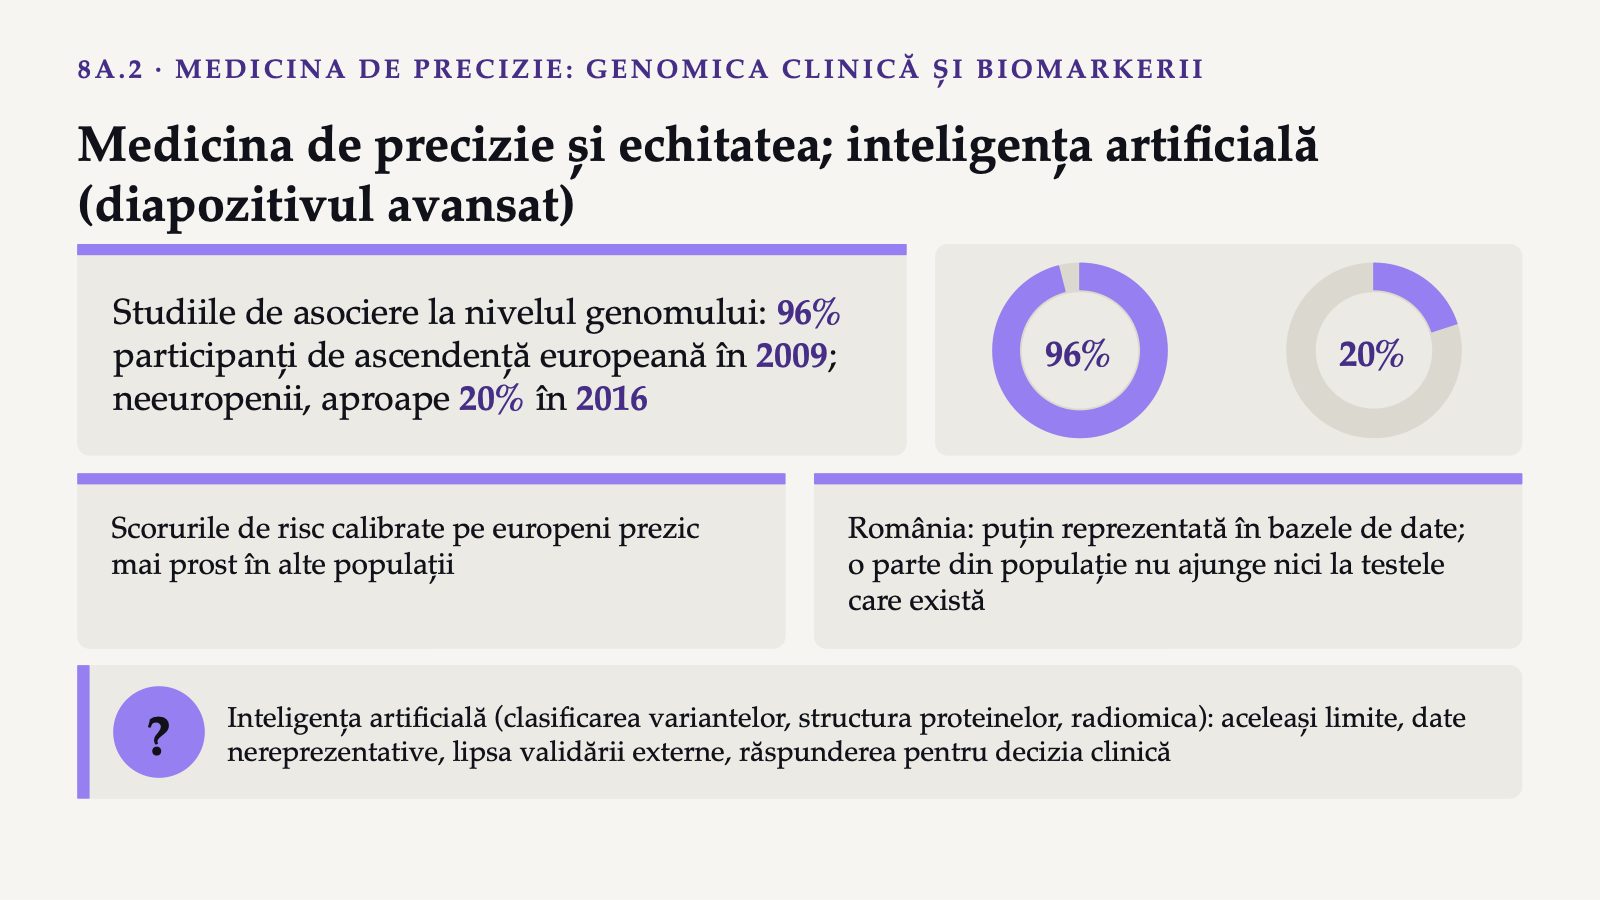 8A.2 · MEDICINA DE PRECIZIE: GENOMICA CLINICĂ ȘI BIOMARKERII
Medicina de precizie și echitatea; inteligența artificială
(diapozitivul avansat)
Studiile de asociere la nivelul genomului: 96%
participanți de ascendență europeană în 2009;
neeuropenii, aproape 20% în 2016
96%
20%
Scorurile de risc calibrate pe europeni prezic
mai prost în alte populații
România: puțin reprezentată în bazele de date;
o parte din populație nu ajunge nici la testele
care există
?
Inteligența artificială (clasificarea variantelor, structura proteinelor, radiomica): aceleași limite, date
nereprezentative, lipsa validării externe, răspunderea pentru decizia clinică